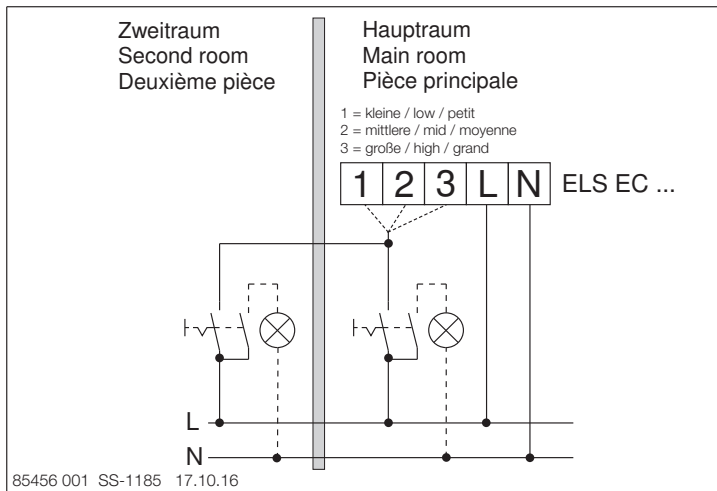 Zweitraum
Second room
Deuxième pièce
Hauptraum
Main room
Pièce principale
1 = kleine / low / petit
2 = mittlere / mid / moyenne
3 = große / high / grand
1 2 3 L N ELS EC ...
L
N
85456 001 SS-1185 17.10.16